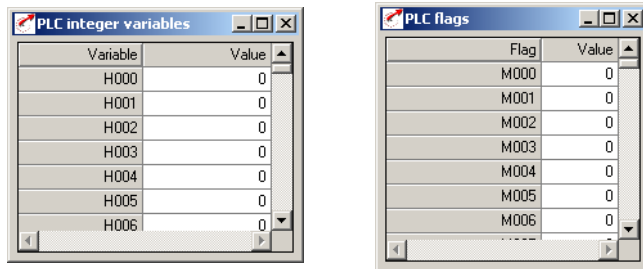 PLC integer variables
Variable Value
H000 0
H001 0
H002 0
H003 0
H004 0
H005 0
H006 0
PLC flags
Flag Value
M000 0
M001 0
M002 0
M003 0
M004 0
M005 0
M006 0